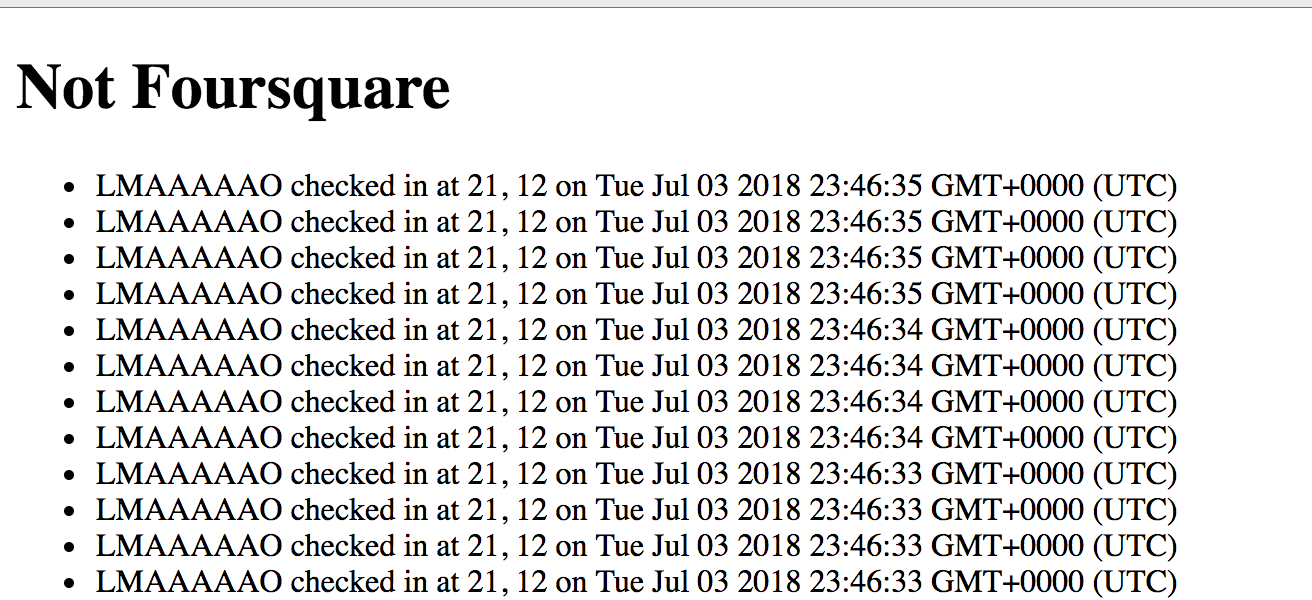 Not Foursquare
LMAAAAAO checked in at 21, 12 on Tue Jul 03 2018 23:46:35 GMT+0000 (UTC)
LMAAAAAO checked in at 21, 12 on Tue Jul 03 2018 23:46:35 GMT+0000 (UTC)
LMAAAAAO checked in at 21, 12 on Tue Jul 03 2018 23:46:35 GMT+0000 (UTC)
LMAAAAAO checked in at 21, 12 on Tue Jul 03 2018 23:46:35 GMT+0000 (UTC)
LMAAAAAO checked in at 21, 12 on Tue Jul 03 2018 23:46:34 GMT+0000 (UTC)
LMAAAAAO checked in at 21, 12 on Tue Jul 03 2018 23:46:34 GMT+0000 (UTC)
LMAAAAAO checked in at 21, 12 on Tue Jul 03 2018 23:46:34 GMT+0000 (UTC)
LMAAAAAO checked in at 21, 12 on Tue Jul 03 2018 23:46:34 GMT+0000 (UTC)
LMAAAAAO checked in at 21, 12 on Tue Jul 03 2018 23:46:33 GMT+0000 (UTC)
LMAAAAAO checked in at 21, 12 on Tue Jul 03 2018 23:46:33 GMT+0000 (UTC)
LMAAAAAO checked in at 21, 12 on Tue Jul 03 2018 23:46:33 GMT+0000 (UTC)
LMAAAAAO checked in at 21, 12 on Tue Jul 03 2018 23:46:33 GMT+0000 (UTC)